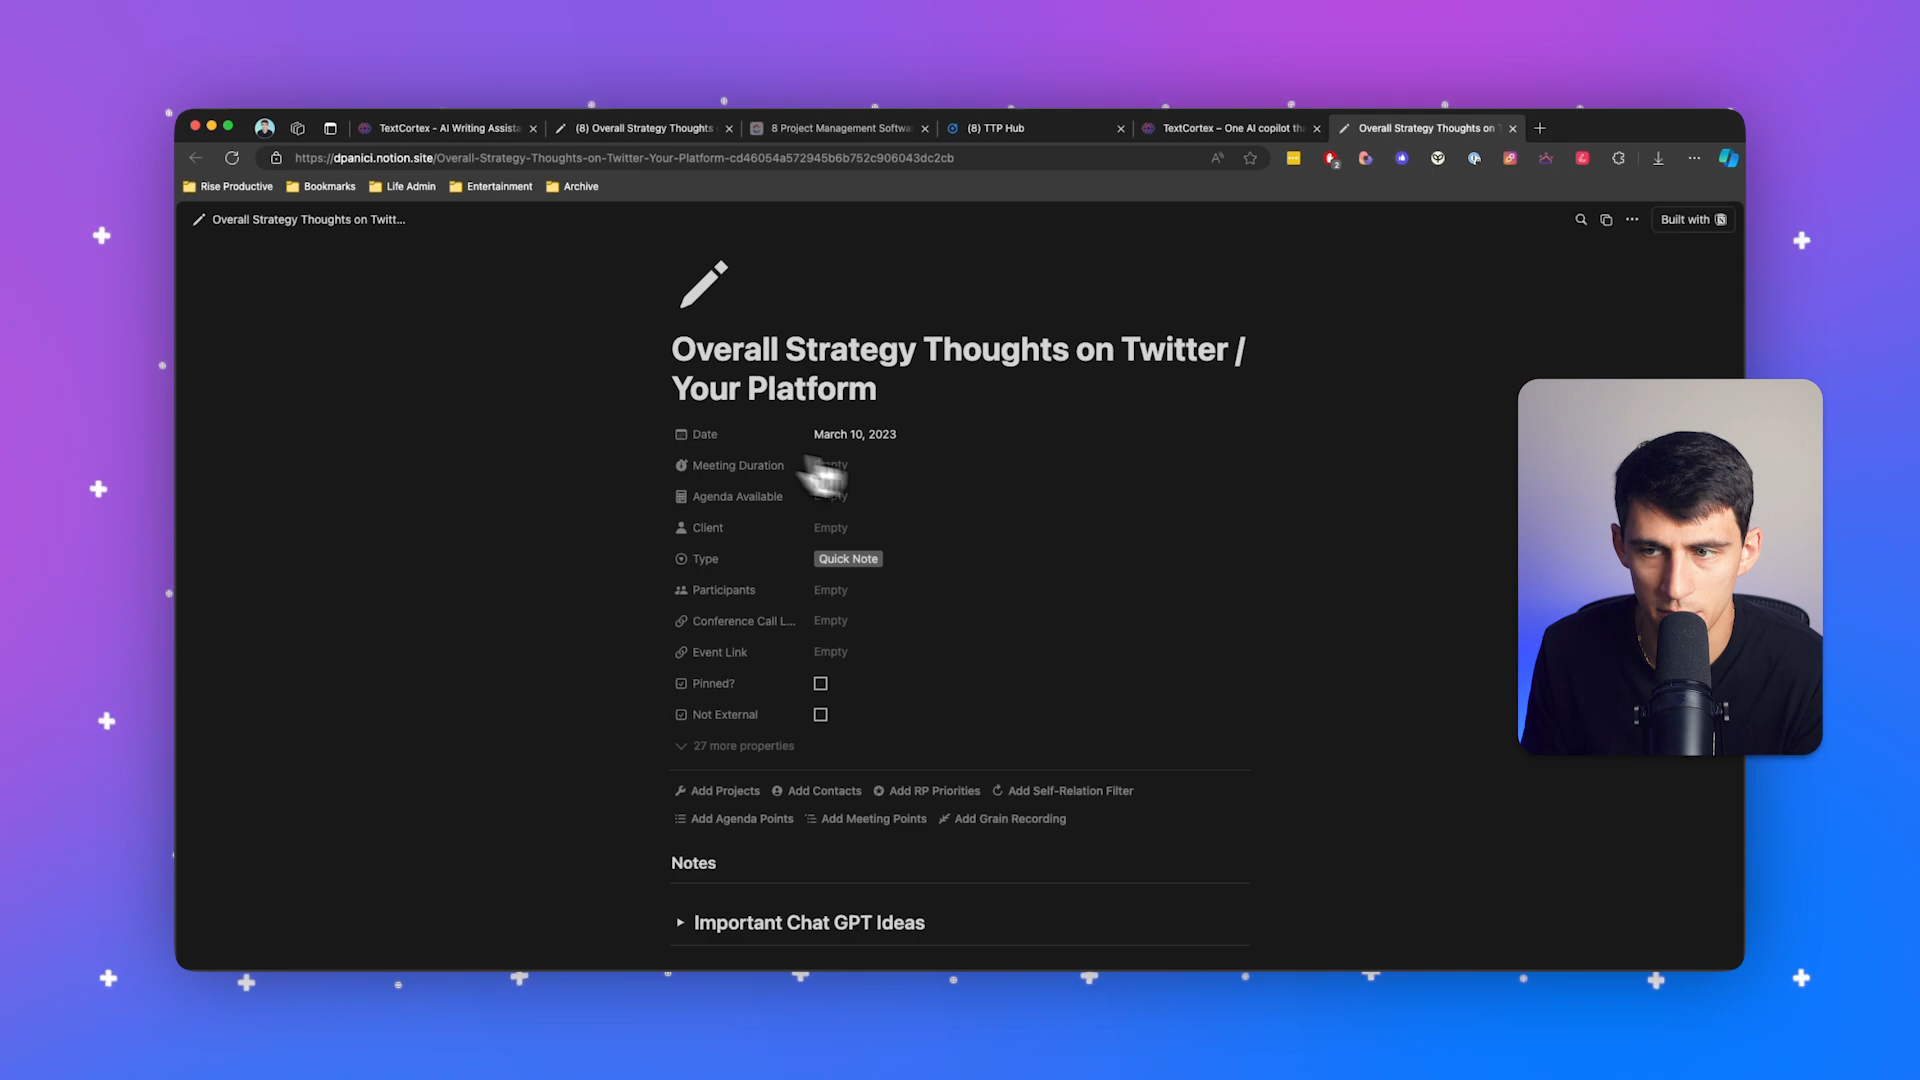 TextCortex - AI Writing Assista
(8) Overall Strategy Thoughts
8 Project Management Softwa
(8) TTP Hub
TextCortex – One AI copilot th
Overall Strategy Thoughts on
https://dpanici.notion.site/Overall-Strategy-Thoughts-on-Twitter-Your-Platform-cd46054a572945b6b752c906043dc2cb
2
Rise Productive
Bookmarks
Life Admin
Entertainment
Archive
Overall Strategy Thoughts on Twitt...
Built with
Overall Strategy Thoughts on Twitter /
Your Platform
Date March 10, 2023
Meeting Duration Empty
Agenda Available Empty
Client Empty
Type Quick Note
Participants Empty
Conference Call L... Empty
Event Link Empty
Pinned?
Not External
27 more properties
Add Projects Add Contacts Add RP Priorities Add Self-Relation Filter
Add Agenda Points Add Meeting Points Add Grain Recording
Notes
Important Chat GPT Ideas